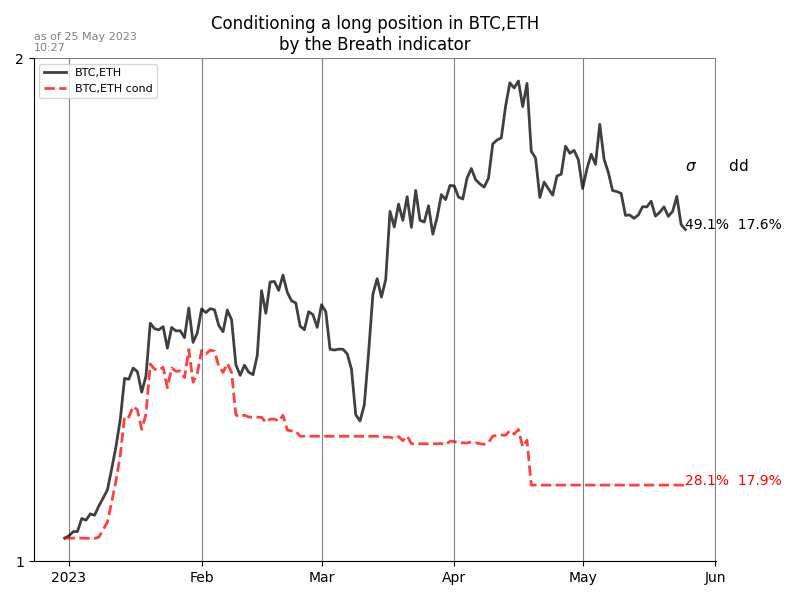 Conditioning a long position in BTC,ETH
by the Breath indicator
as of 25 May 2023
10:27
2
BTC,ETH
BTC,ETH cond
σ dd
49.1% 17.6%
28.1% 17.9%
1
2023 Feb Mar Apr May Jun